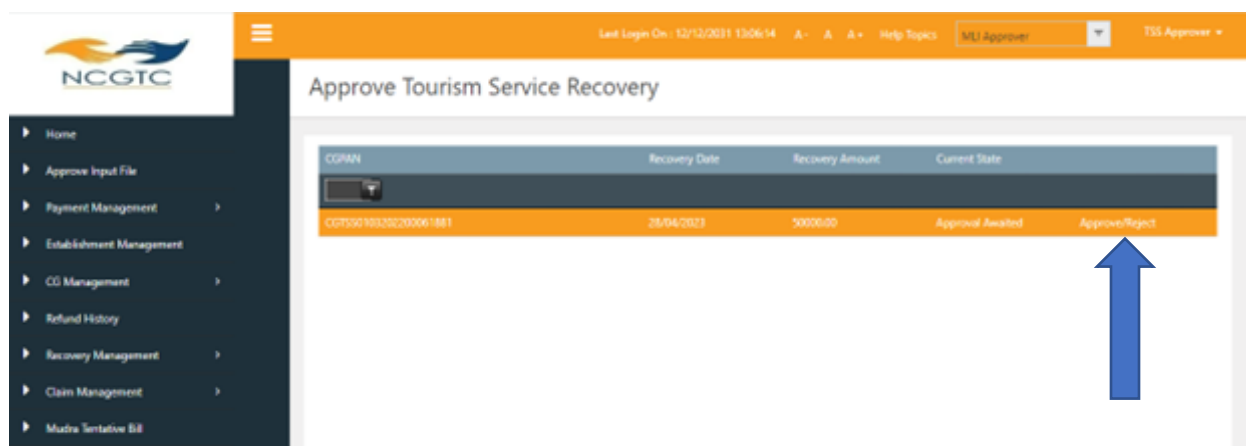 NCGTC
Last Login On : 12/12/2031 13:06:14 A- A A+ Help Topics MLI Approver TSS Approver
Approve Tourism Service Recovery
Home
Approve Input File
Payment Management
Establishment Management
CG Management
Refund History
Recovery Management
Claim Management
Mudra Tentative Bill
CGPAN Recovery Date Recovery Amount Current State
CGTSS0103202200061881 28/04/2023 50000.00 Approval Awaited Approve/Reject